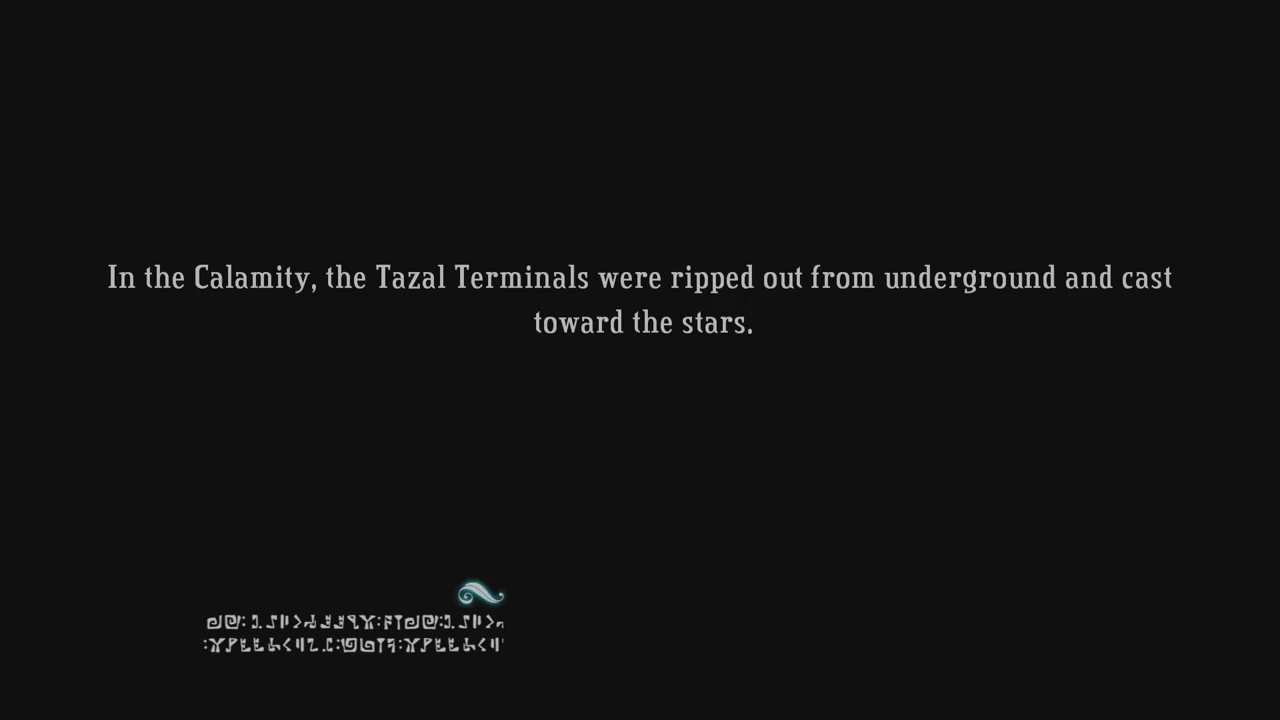 In the Calamity, the Tazal Terminals were ripped out from underground and cast
toward the stars.